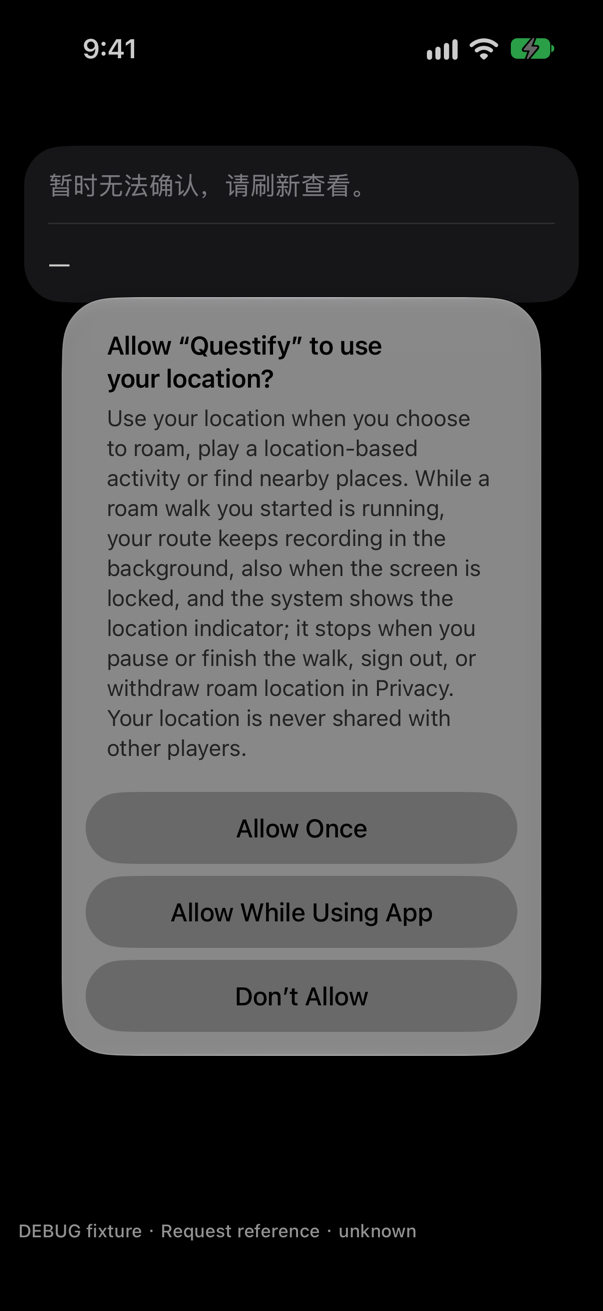 9:41
暂时无法确认，请刷新查看。
—
Allow “Questify” to use
your location?
Use your location when you choose
to roam, play a location-based
activity or find nearby places. While a
roam walk you started is running,
your route keeps recording in the
background, also when the screen is
locked, and the system shows the
location indicator; it stops when you
pause or finish the walk, sign out, or
withdraw roam location in Privacy.
Your location is never shared with
other players.
Allow Once
Allow While Using App
Don’t Allow
DEBUG fixture · Request reference · unknown